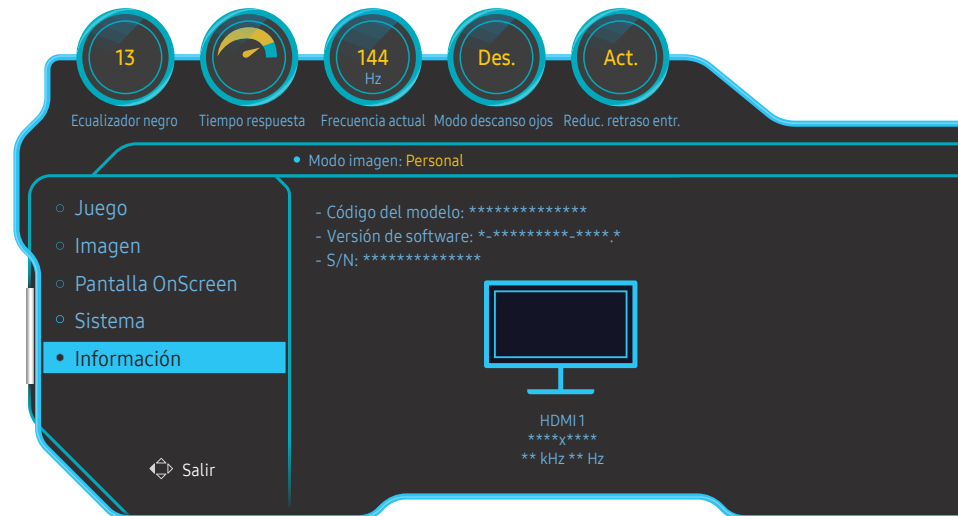 13
144
Hz
Des.
Act.
Ecualizador negro
Tiempo respuesta
Frecuencia actual
Modo descanso ojos
Reduc. retraso entr.
Modo imagen: Personal
Juego
Imagen
Pantalla OnScreen
Sistema
Información
Salir
- Código del modelo: **************
- Versión de software: *-*********-****.*
- S/N: **************
HDMI 1
****x****
** kHz ** Hz